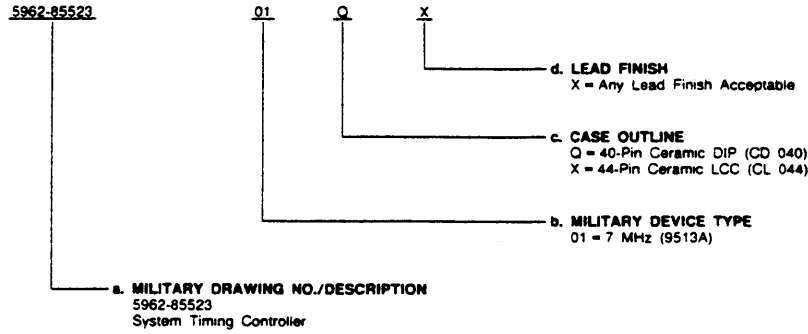 5962-85523 01 Q X
d. LEAD FINISH
X = Any Lead Finish Acceptable
c. CASE OUTLINE
Q = 40-Pin Ceramic DIP (CD 040)
X = 44-Pin Ceramic LCC (CL 044)
b. MILITARY DEVICE TYPE
01 = 7 MHz (9513A)
a. MILITARY DRAWING NO./DESCRIPTION
5962-85523
System Timing Controller